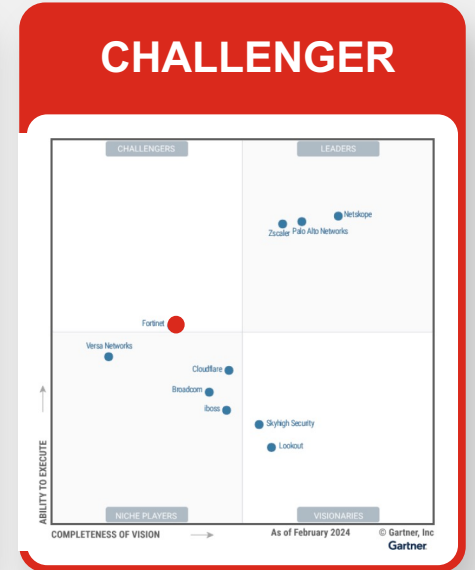 CHALLENGER
CHALLENGERS
LEADERS
Netskope
Zscaler
Palo Alto Networks
Fortinet
Versa Networks
Cloudflare
Broadcom
iboss
Skyhigh Security
Lookout
ABILITY TO EXECUTE
NICHE PLAYERS
VISIONARIES
COMPLETENESS OF VISION
As of February 2024
© Gartner, Inc
Gartner